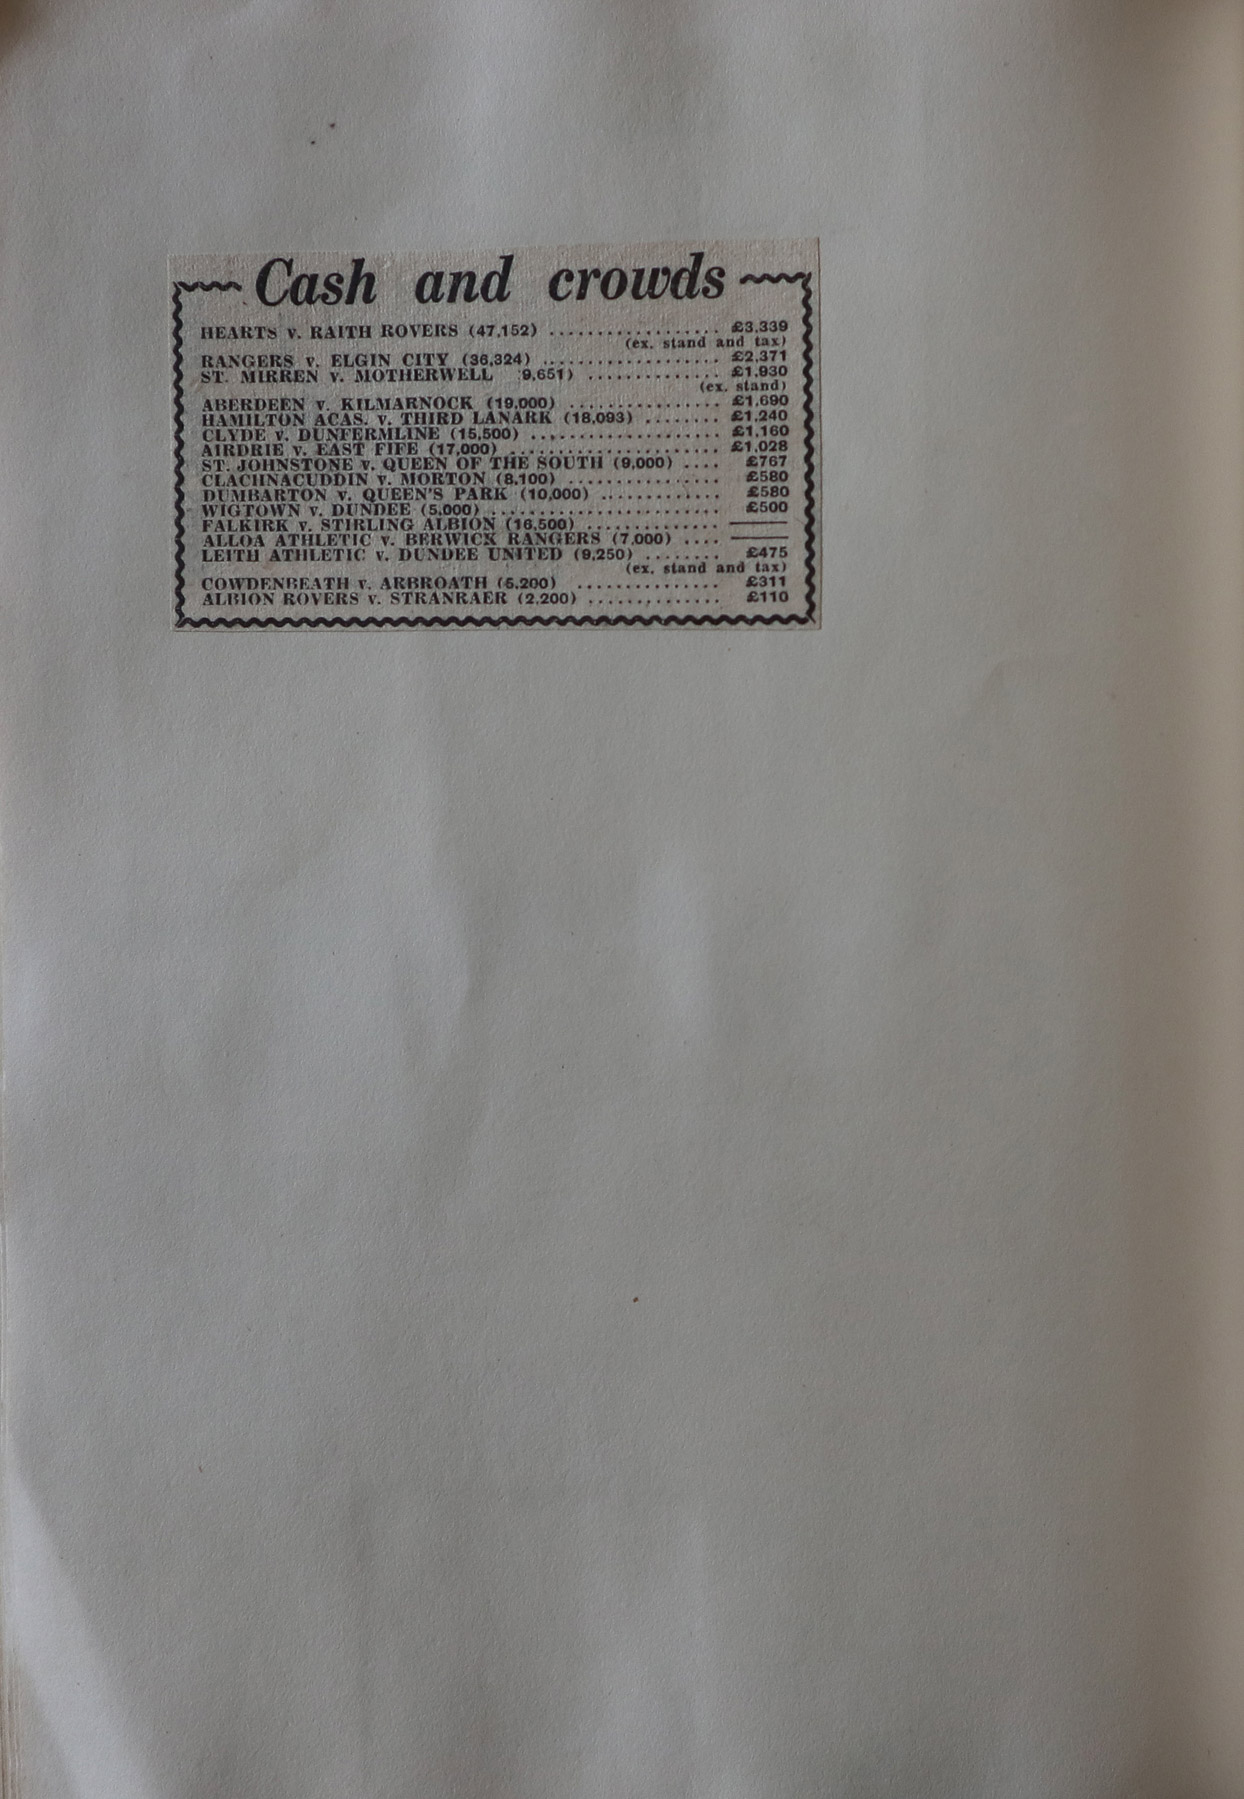 Cash and crowds
HEARTS v. RAITH ROVERS (47,152) .................. £3,339
(ex. stand and tax)
RANGERS v. ELGIN CITY (36,324) ................... £2,371
ST. MIRREN v. MOTHERWELL 9,651) .............. £1,930
(ex. stand)
ABERDEEN v. KILMARNOCK (19,000) ................ £1,690
HAMILTON ACAS. v. THIRD LANARK (18,093) ........ £1,240
CLYDE v. DUNFERMLINE (15,500) .................... £1,160
AIRDRIE v. EAST FIFE (17,000) ...................... £1,028
ST. JOHNSTONE v. QUEEN OF THE SOUTH (9,000) .... £767
CLACHNACUDDIN v. MORTON (8,100) ................ £580
DUMBARTON v. QUEEN'S PARK (10,000) ............. £580
WIGTOWN v. DUNDEE (5,000) ........................ £500
FALKIRK v. STIRLING ALBION (16,500) .............. ——
ALLOA ATHLETIC v. BERWICK RANGERS (7,000) .... ——
LEITH ATHLETIC v. DUNDEE UNITED (9,250) ........ £475
(ex. stand and tax)
COWDENBEATH v. ARBROATH ............... £311
ALBION ROVERS v. STRANRAER (2,200) .............. £110